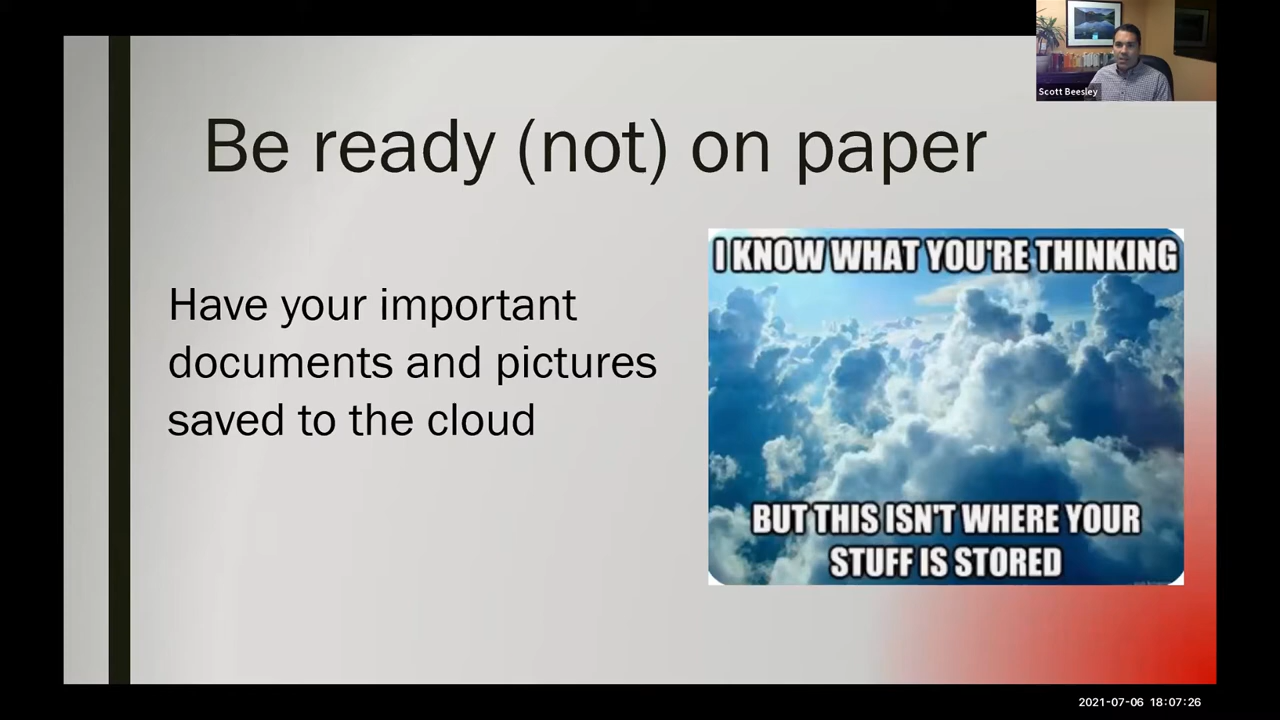 Scott Beesley
Be ready (not) on paper
Have your important
documents and pictures
saved to the cloud
I KNOW WHAT YOU'RE THINKING
BUT THIS ISN'T WHERE YOUR
STUFF IS STORED
2021-07-06 18:07:26